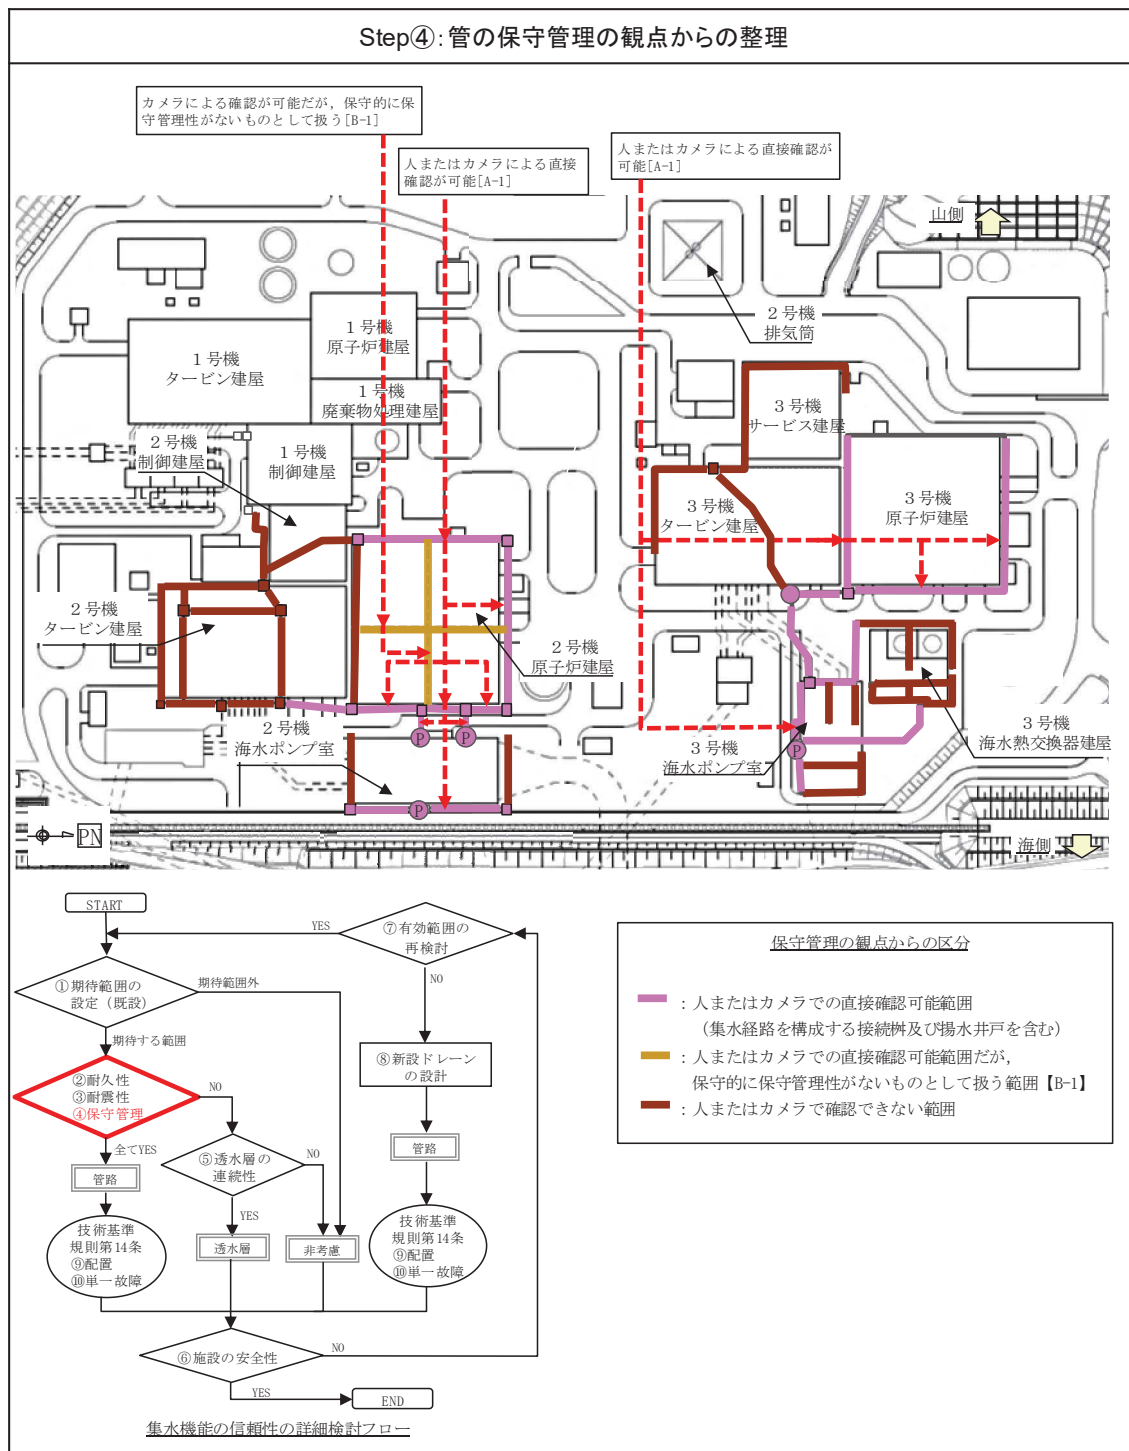 Step④：管の保守管理の観点からの整理
カメラによる確認が可能だが，保守的に保
守管理性がないものとして扱う[B-1]
人またはカメラによる直接
確認が可能[A-1]
人またはカメラによる直接確認が
可能[A-1]
山側
２号機
排気筒
１号機
原子炉建屋
１号機
タービン建屋
１号機
廃棄物処理建屋
２号機
制御建屋
１号機
制御建屋
３号機
サービス建屋
３号機
タービン建屋
３号機
原子炉建屋
２号機
タービン建屋
２号機
原子炉建屋
２号機
海水ポンプ室
３号機
海水ポンプ室
３号機
海水熱交換器建屋
P
P
P
P
PN
海側
START
①期待範囲の
設定（既設）
期待範囲外
期待する範囲
②耐久性
③耐震性
④保守管理
NO
全てYES
管路
技術基準
規則第14条
⑨配置
⑩単一故障
⑤透水層の
連続性
NO
YES
透水層
非考慮
⑥施設の安全性
NO
YES
END
⑦有効範囲の
再検討
YES
NO
⑧新設ドレーン
の設計
管路
技術基準
規則第14条
⑨配置
⑩単一故障
集水機能の信頼性の詳細検討フロー
保守管理の観点からの区分
：人またはカメラでの直接確認可能範囲
（集水経路を構成する接続桝及び揚水井戸を含む）
：人またはカメラでの直接確認可能範囲だが，
保守的に保守管理性がないものとして扱う範囲【B-1】
：人またはカメラで確認できない範囲